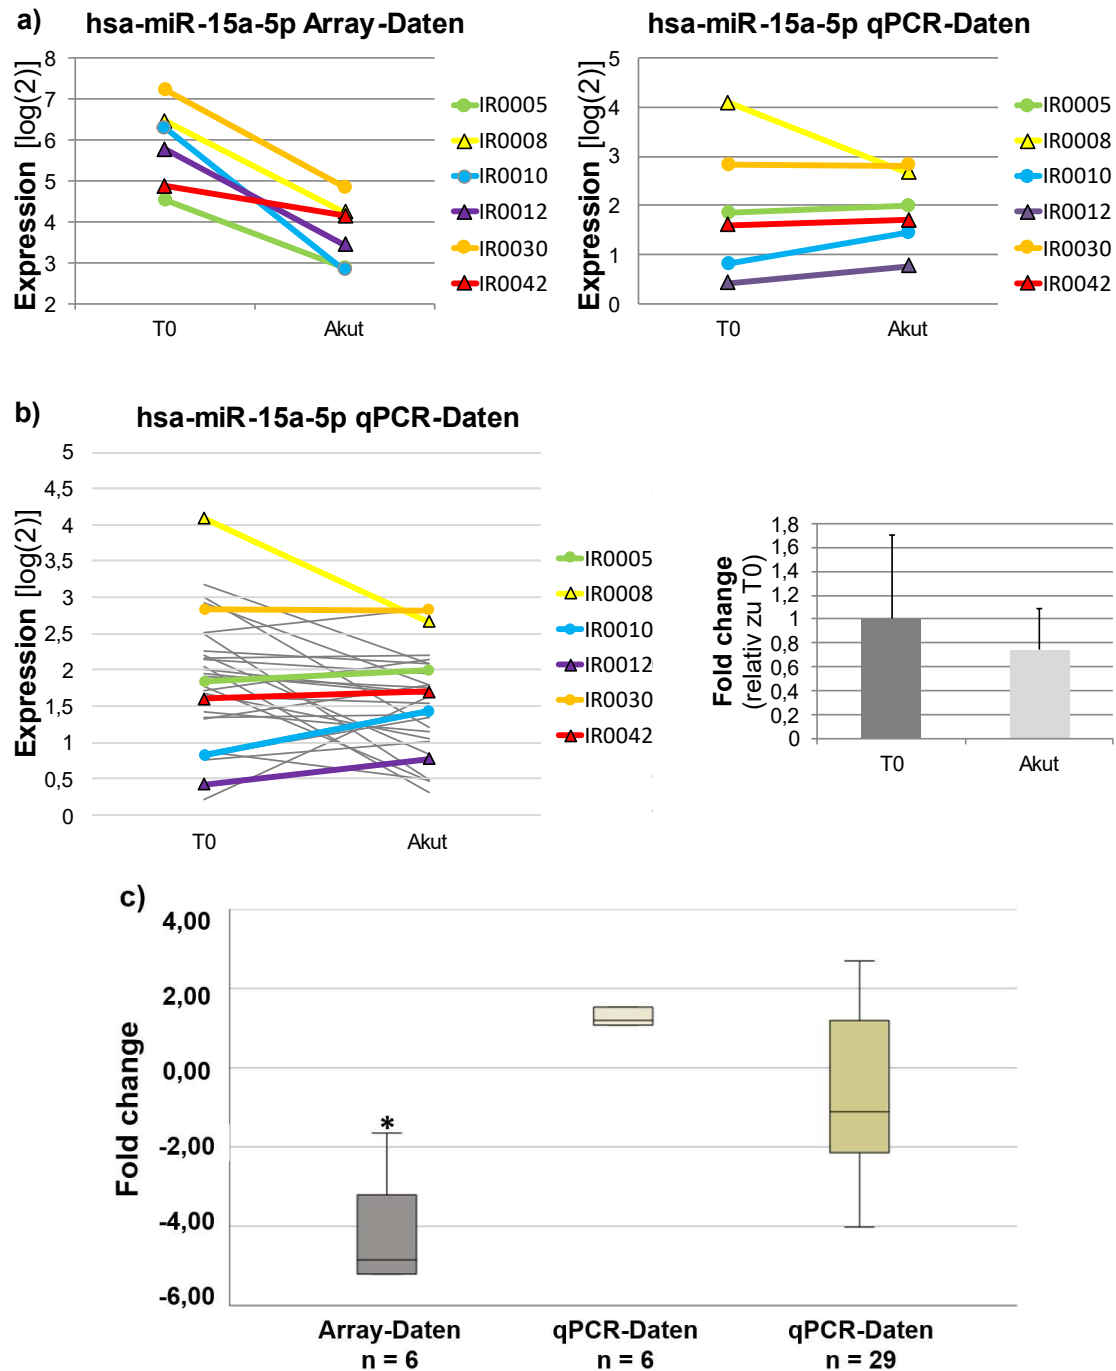 a)
hsa-miR-15a-5p Array-Daten
Expression [log(2)]
8
7
6
5
4
3
2
T0
Akut
IR0005
IR0008
IR0010
IR0012
IR0030
IR0042
hsa-miR-15a-5p qPCR-Daten
Expression [log(2)]
5
4
3
2
1
0
T0
Akut
IR0005
IR0008
IR0010
IR0012
IR0030
IR0042
b)
hsa-miR-15a-5p qPCR-Daten
Expression [log(2)]
5
4,5
4
3,5
3
2,5
2
1,5
1
0,5
0
T0
Akut
IR0005
IR0008
IR0010
IR0012
IR0030
IR0042
Fold change
(relativ zu T0)
1,8
1,6
1,4
1,2
1
0,8
0,6
0,4
0,2
0
T0
Akut
c)
Fold change
4,00
2,00
0,00
-2,00
-4,00
-6,00
*
Array-Daten
n = 6
qPCR-Daten
n = 6
qPCR-Daten
n = 29